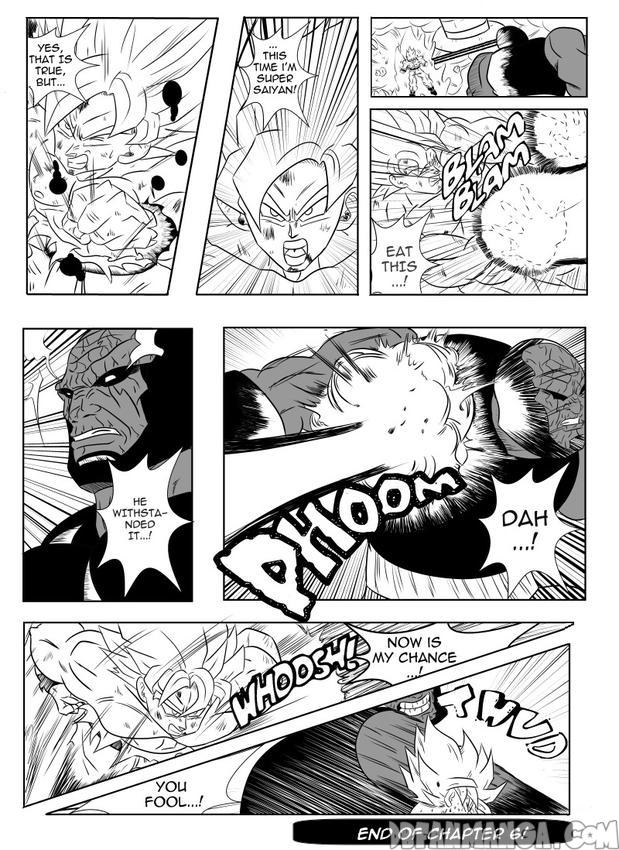 YES,
THAT IS
TRUE,
BUT...
...
THIS
TIME I'M
SUPER
SAIYAN!
BLAM
BLAM
EAT
THIS
...!
HE
WITHSTA-
NDED
IT...!
PHOOM
DAH
...!
WHOOSH!
NOW IS
MY CHANCE
...!
THUD
YOU
FOOL...!
END OF CHAPTER 6!
DBFANMANGA.COM